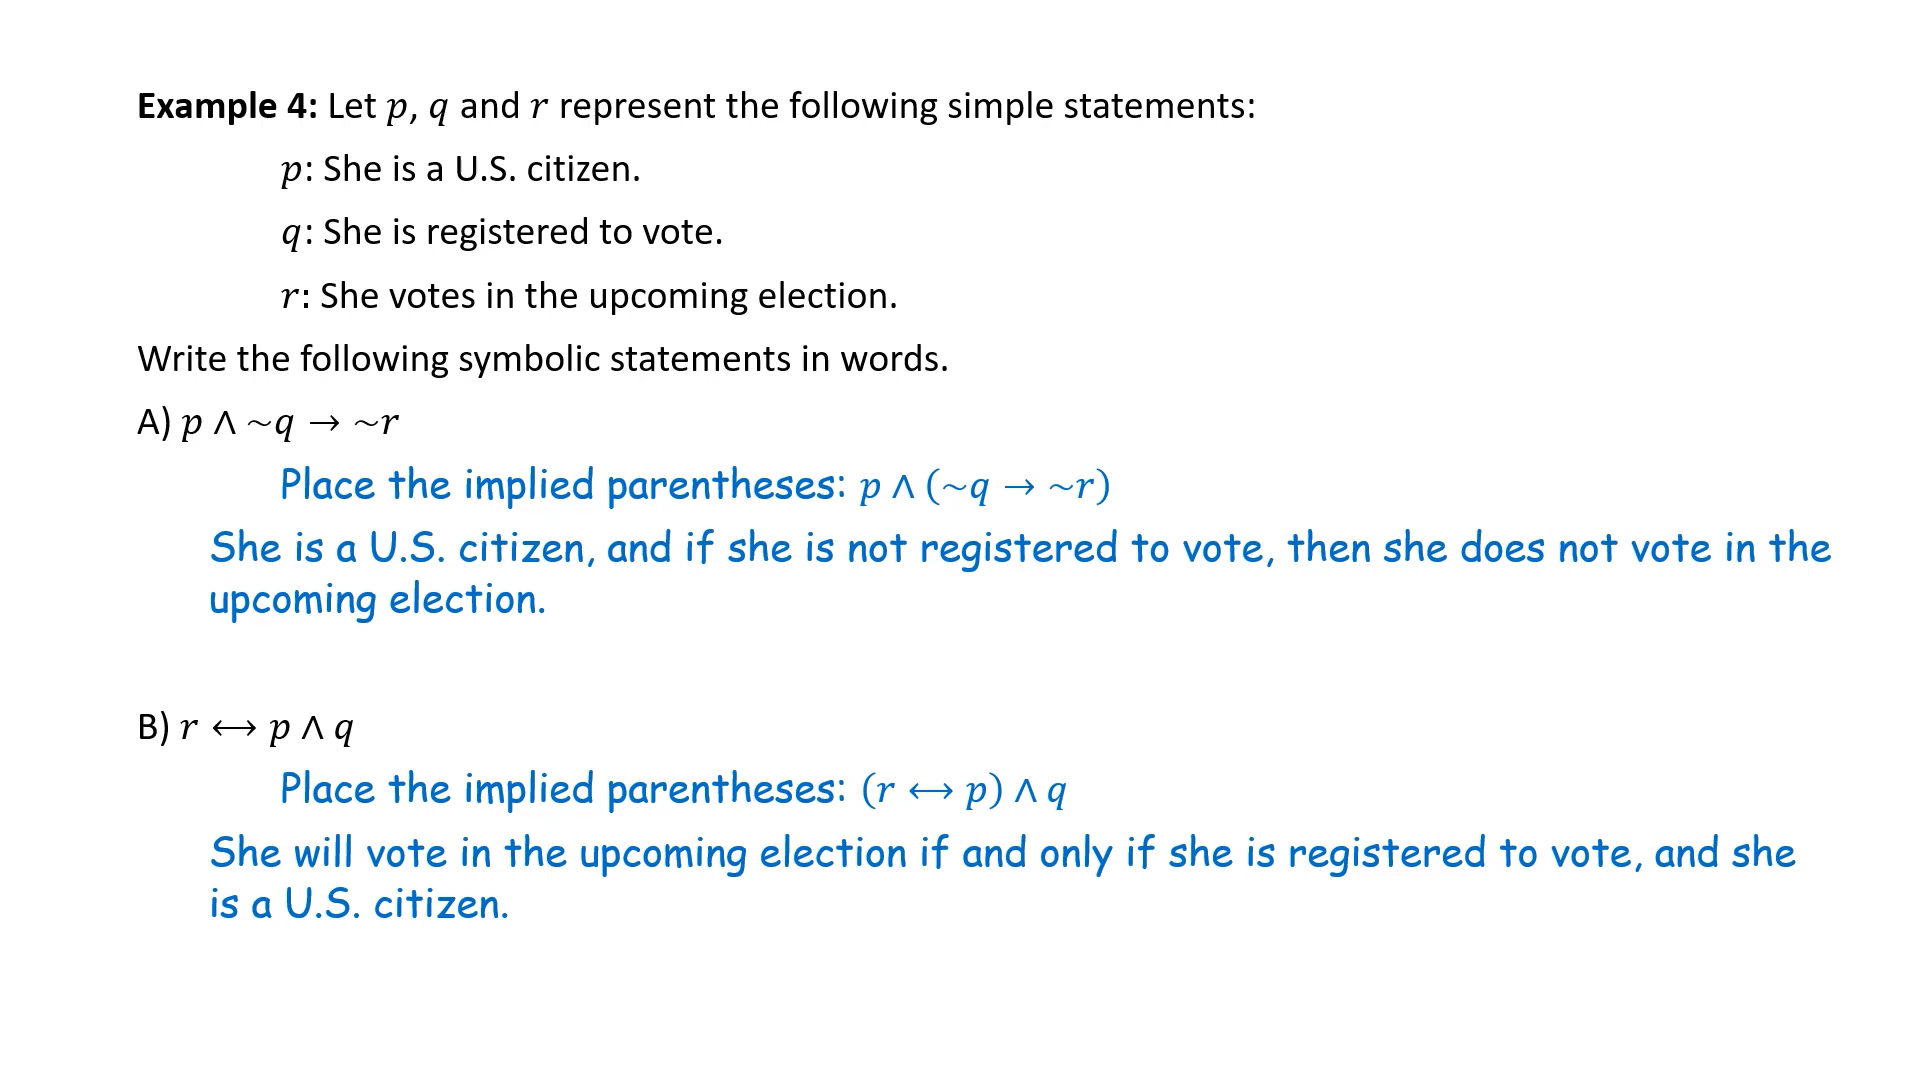 Example 4: Let p, q and r represent the following simple statements:
p: She is a U.S. citizen.
q: She is registered to vote.
r: She votes in the upcoming election.
Write the following symbolic statements in words.
A) p ∧ ~q → ~r
Place the implied parentheses: p ∧ (~q → ~r)
She is a U.S. citizen, and if she is not registered to vote, then she does not vote in the
upcoming election.
B) r ⟷ p ∧ q
Place the implied parentheses: (r ⟷ p) ∧ q
She will vote in the upcoming election if and only if she is registered to vote, and she
is a U.S. citizen.